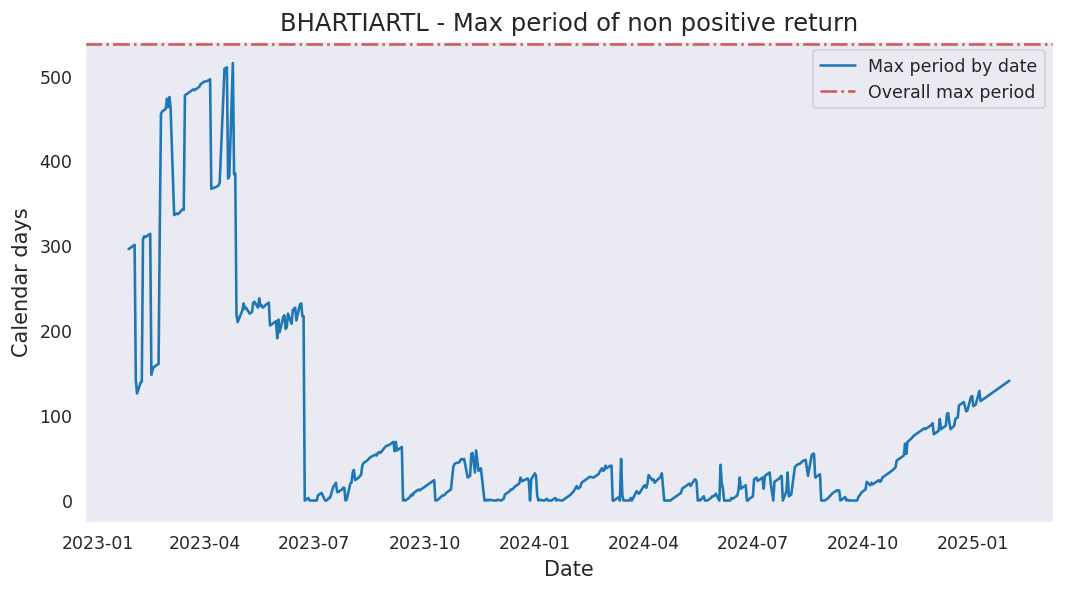 BHARTIARTL - Max period of non positive return
Max period by date
Overall max period
Calendar days
500
400
300
200
100
0
2023-01 2023-04 2023-07 2023-10 2024-01 2024-04 2024-07 2024-10 2025-01
Date